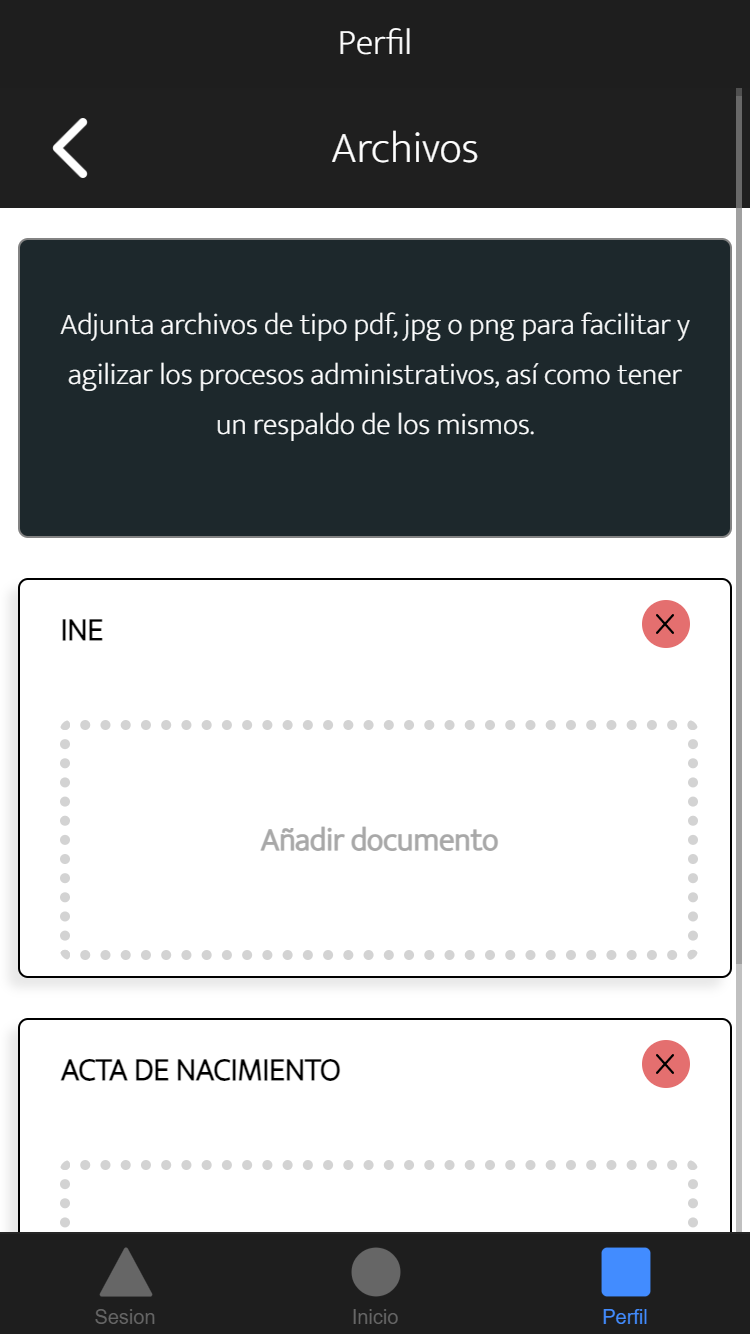 Perfil
Archivos
Adjunta archivos de tipo pdf, jpg o png para facilitar y
agilizar los procesos administrativos, así como tener
un respaldo de los mismos.
INE
Añadir documento
ACTA DE NACIMIENTO
Sesion
Inicio
Perfil